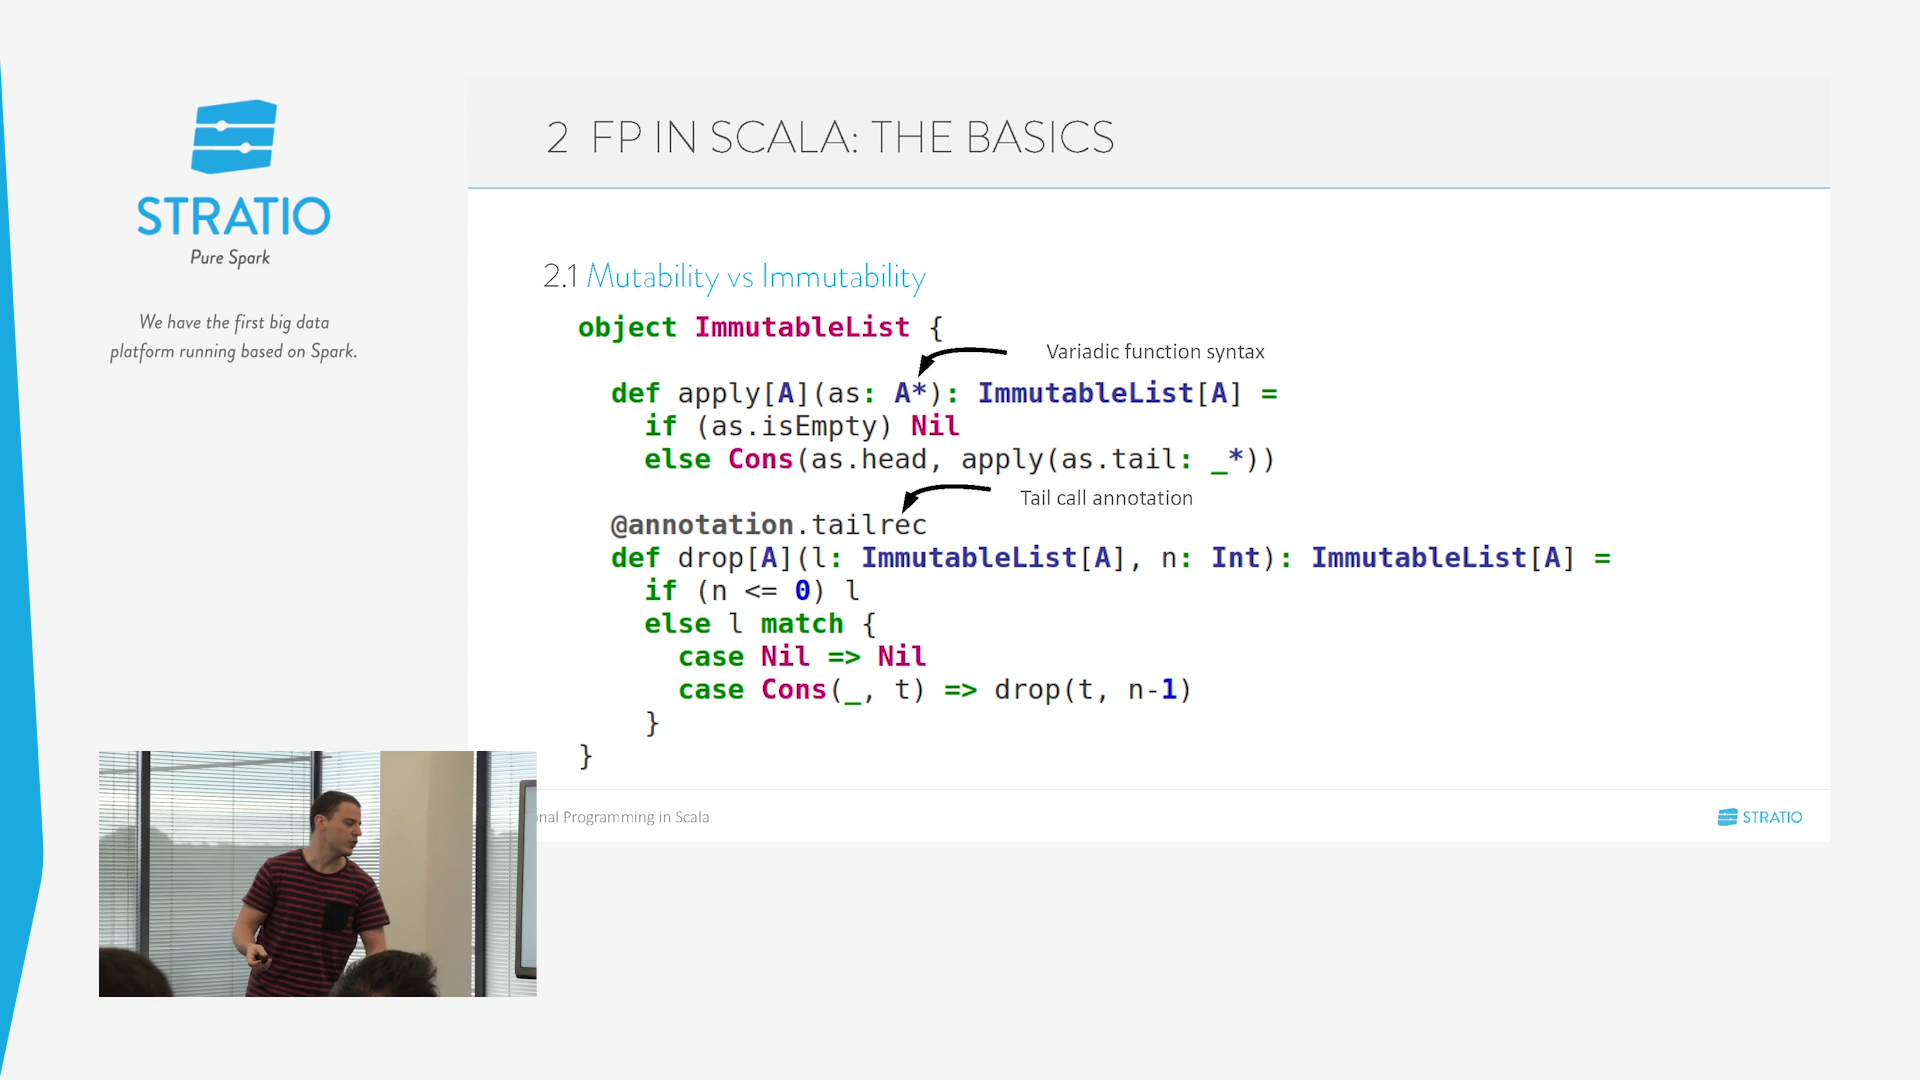 STRATIO
Pure Spark
We have the first big data
platform running based on Spark.
2 FP IN SCALA: THE BASICS
2.1 Mutability vs Immutability
object ImmutableList {
Variadic function syntax
def apply[A](as: A*): ImmutableList[A] =
if (as.isEmpty) Nil
else Cons(as.head, apply(as.tail: _*))
Tail call annotation
@annotation.tailrec
def drop[A](l: ImmutableList[A], n: Int): ImmutableList[A] =
if (n <= 0) l
else l match {
case Nil => Nil
case Cons(_, t) => drop(t, n-1)
}
}
nal Programming in Scala
STRATIO